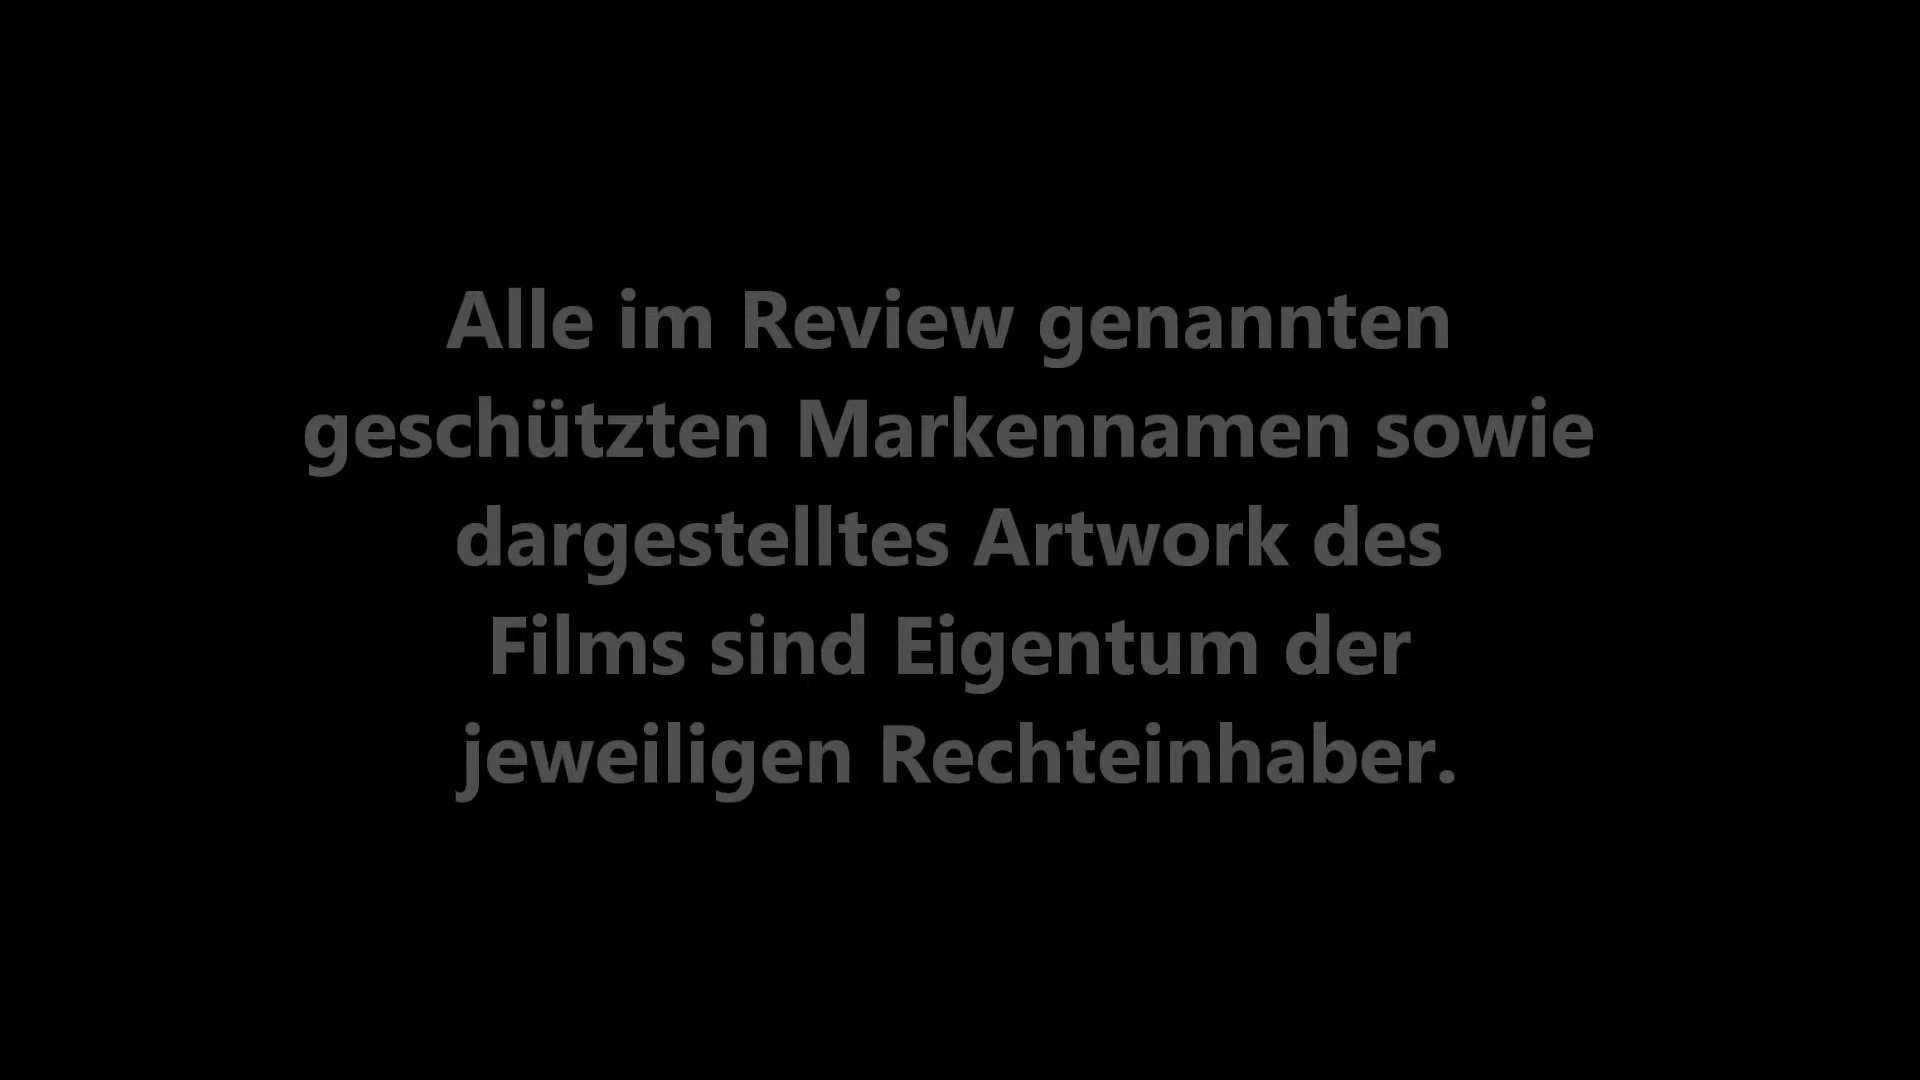 Alle im Review genannten
geschützten Markennamen sowie
dargestelltes Artwork des
Films sind Eigentum der
jeweiligen Rechteinhaber.